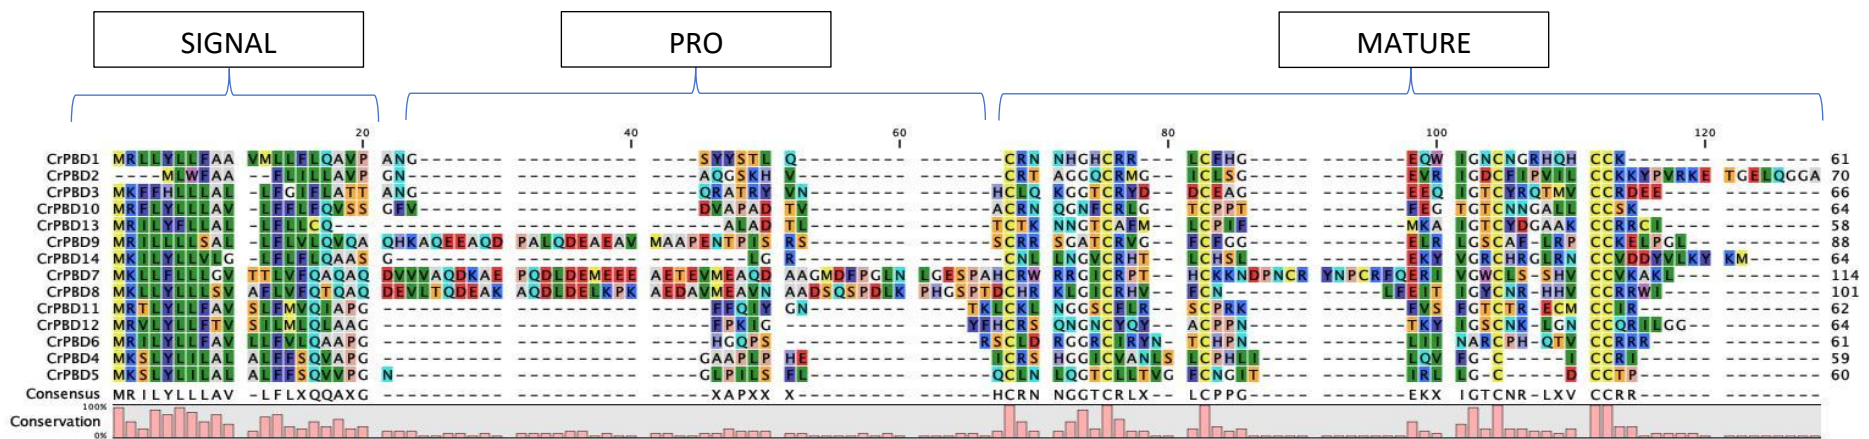 SIGNAL PRO MATURE
20 40 60 80 100 120
CrPBD1 MRLLYLLFAA VMLLFLQAVP ANG------- ---------- ----SYYSTL Q--------- -------CRN NHGHCRR--- LCFHG----- -------EQW IGNCNGRHQH CCK------- -------- 61
CrPBD2 ----MLWFAA --FLILLAVP GN-------- ---------- ----AQGSKH V--------- -------CRT AGGQCRMG-- ICLSG----- -------EVR IGDCFIPVIL CCKKYPVRKE TGELQGGA 70
CrPBD3 MKFFHLLLAL -LFGIFLATT ANG------- ---------- ----QRATRY VN-------- ------HCLQ KGGTCRYD-- DCEAG----- -------EEQ IGTCYRQTMV CCRDEE---- -------- 66
CrPBD10 MRFLYLLLAV -LFFLFQVSS GFV------- ---------- ----DVAPAD TV-------- ------ACRN QGNFCRLG-- TCPPT----- -------FEG TGTCNNGALL CCSK------ -------- 64
CrPBD13 MRILYFLLAL -LFLLCQ--- ---------- ---------- ------ALAD TL-------- ------TCTK NNGTCAFM-- LCPIF----- -------MKA IGTCYDGAAK CCRRCI---- -------- 58
CrPBD9 MRILLLLSAL -LFLVLQVQA QHKAQEEAQD PALQDEAEAV MAAPENTPIS RS-------- ------SCRR SGATCRVG-- FCFGG----- -------ELR LGSCAF-LRP CCKELPGL-- -------- 88
CrPBD14 MKILYLLVLG -LFLFLQAAS G--------- ---------- --------LG R--------- -------CNL LNGVCRHT-- LCHSL----- -------EKY VGRCHRGLRN CCVDDYVLKY KM------ 64
CrPBD7 MKLLFLLLGV TTLVFQAQAQ DVVVAQDKAE PQDLDEMEEE AETEVMEAQD AAGMDFPGLN LGESPAHCRW RRGICRPT-- HCKKNDPNCR YNPCRFQERI VGWCLS-SHV CCVKAKL--- -------- 114
CrPBD8 MKLLYLLLSV AFLVFQTQAQ DEVLTQDEAK AQDLDELKPK AEDAVMEAVN AADSQSPDLK PHGSPTDCHR KLGICRHV-- FCN------- -----LFEIT IGYCNR-HHV CCRRWI---- -------- 101
CrPBD11 MRTLYLLFAV SLFMVQIAPG ---------- ---------- -----FFQIY GN-------- ----TKLCKL NGGSCFLR-- SCPRK----- -------FVS FGTCTR-ECM CCIR------ -------- 62
CrPBD12 MRVLYLLFTV SILMLQLAAG ---------- ---------- -----FPKIG ---------- -----YFHCRS QNGNCYQY-- ACPPN----- -------TKY IGSCNK-LGN CCQRILGG-- -------- 64
CrPBD6 MRILYLLFAV LLFVLQAAPG ---------- ---------- -----HGQPS ---------- -----RSCLD RGGRCIRYN- TCHPN----- -------LII NARCPH-QTV CCRRR----- -------- 61
CrPBD4 MKSLYLILAL ALFFSQVAPG ---------- ---------- ----GAAPLP HE-------- ------ICRS HGGICVANLS LCPHLI---- -------LQV FG-C-----I CCRI------ -------- 59
CrPBD5 MKSLYLILAL ALFFSQVVPG N--------- ---------- ----GLPILS FL-------- ------QCLN LQGTCLLTVG FCNGIT---- -------IRL LG-C-----D CCTP------ -------- 60
Consensus MRILYLLLAV -LFLXQQAXG ---------- ---------- -----XAPXX X--------- ------HCRN NGGTCRLX-- LCPPG----- -------EKX IGTCNR-LXV CCRR------ --------
100%
Conservation
0%